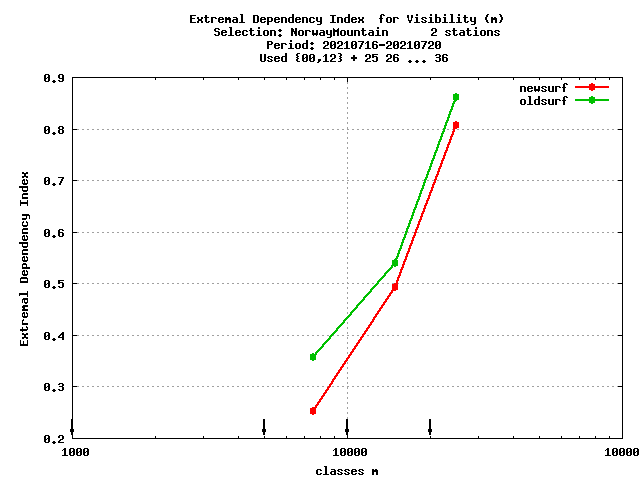 Extremal Dependency Index  for Visibility (m)
Selection: NorwayMountain      2 stations
Period: 20210716-20210720
Used {00,12} + 25 26 ... 36
newsurf
oldsurf
0.9
0.8
0.7
0.6
0.5
0.4
0.3
0.2
Extremal Dependency Index
1000
10000
10000
classes m